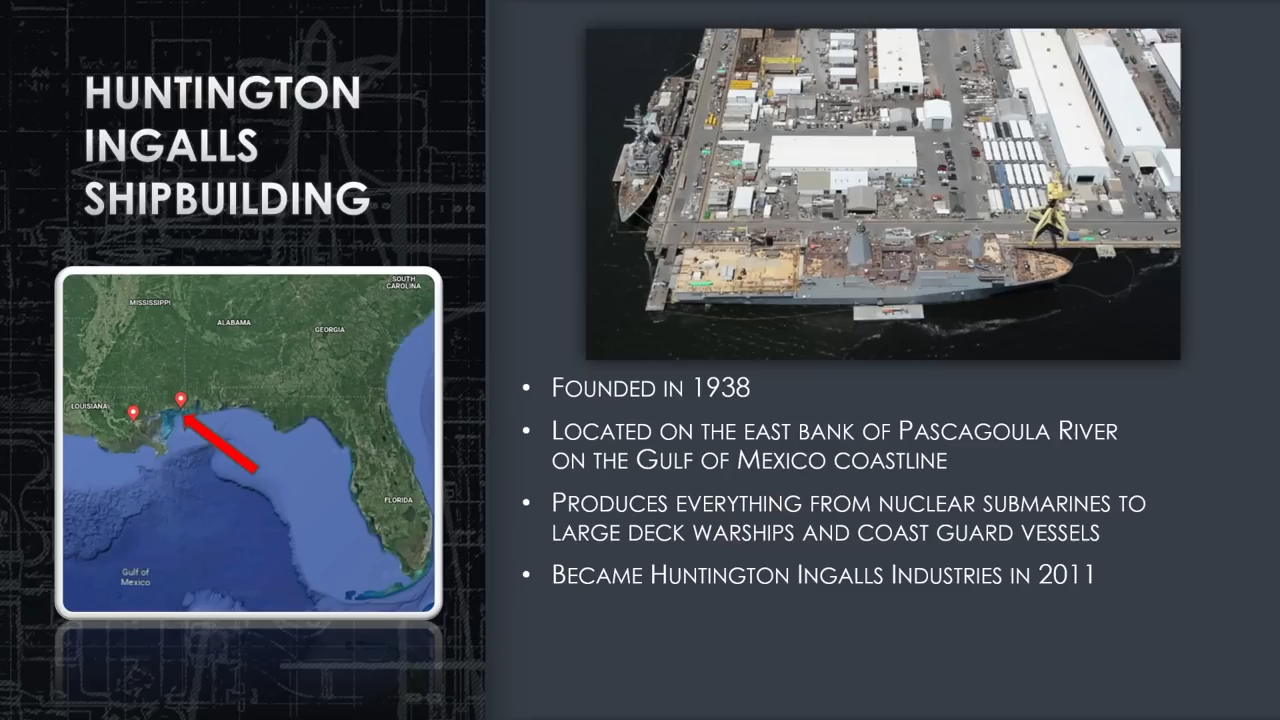 HUNTINGTON
INGALLS
SHIPBUILDING
SOUTH
CAROLINA
MISSISSIPPI
ALABAMA
GEORGIA
LOUISIANA
FLORIDA
Gulf of
Mexico
• FOUNDED IN 1938
• LOCATED ON THE EAST BANK OF PASCAGOULA RIVER
ON THE GULF OF MEXICO COASTLINE
• PRODUCES EVERYTHING FROM NUCLEAR SUBMARINES TO
LARGE DECK WARSHIPS AND COAST GUARD VESSELS
• BECAME HUNTINGTON INGALLS INDUSTRIES IN 2011